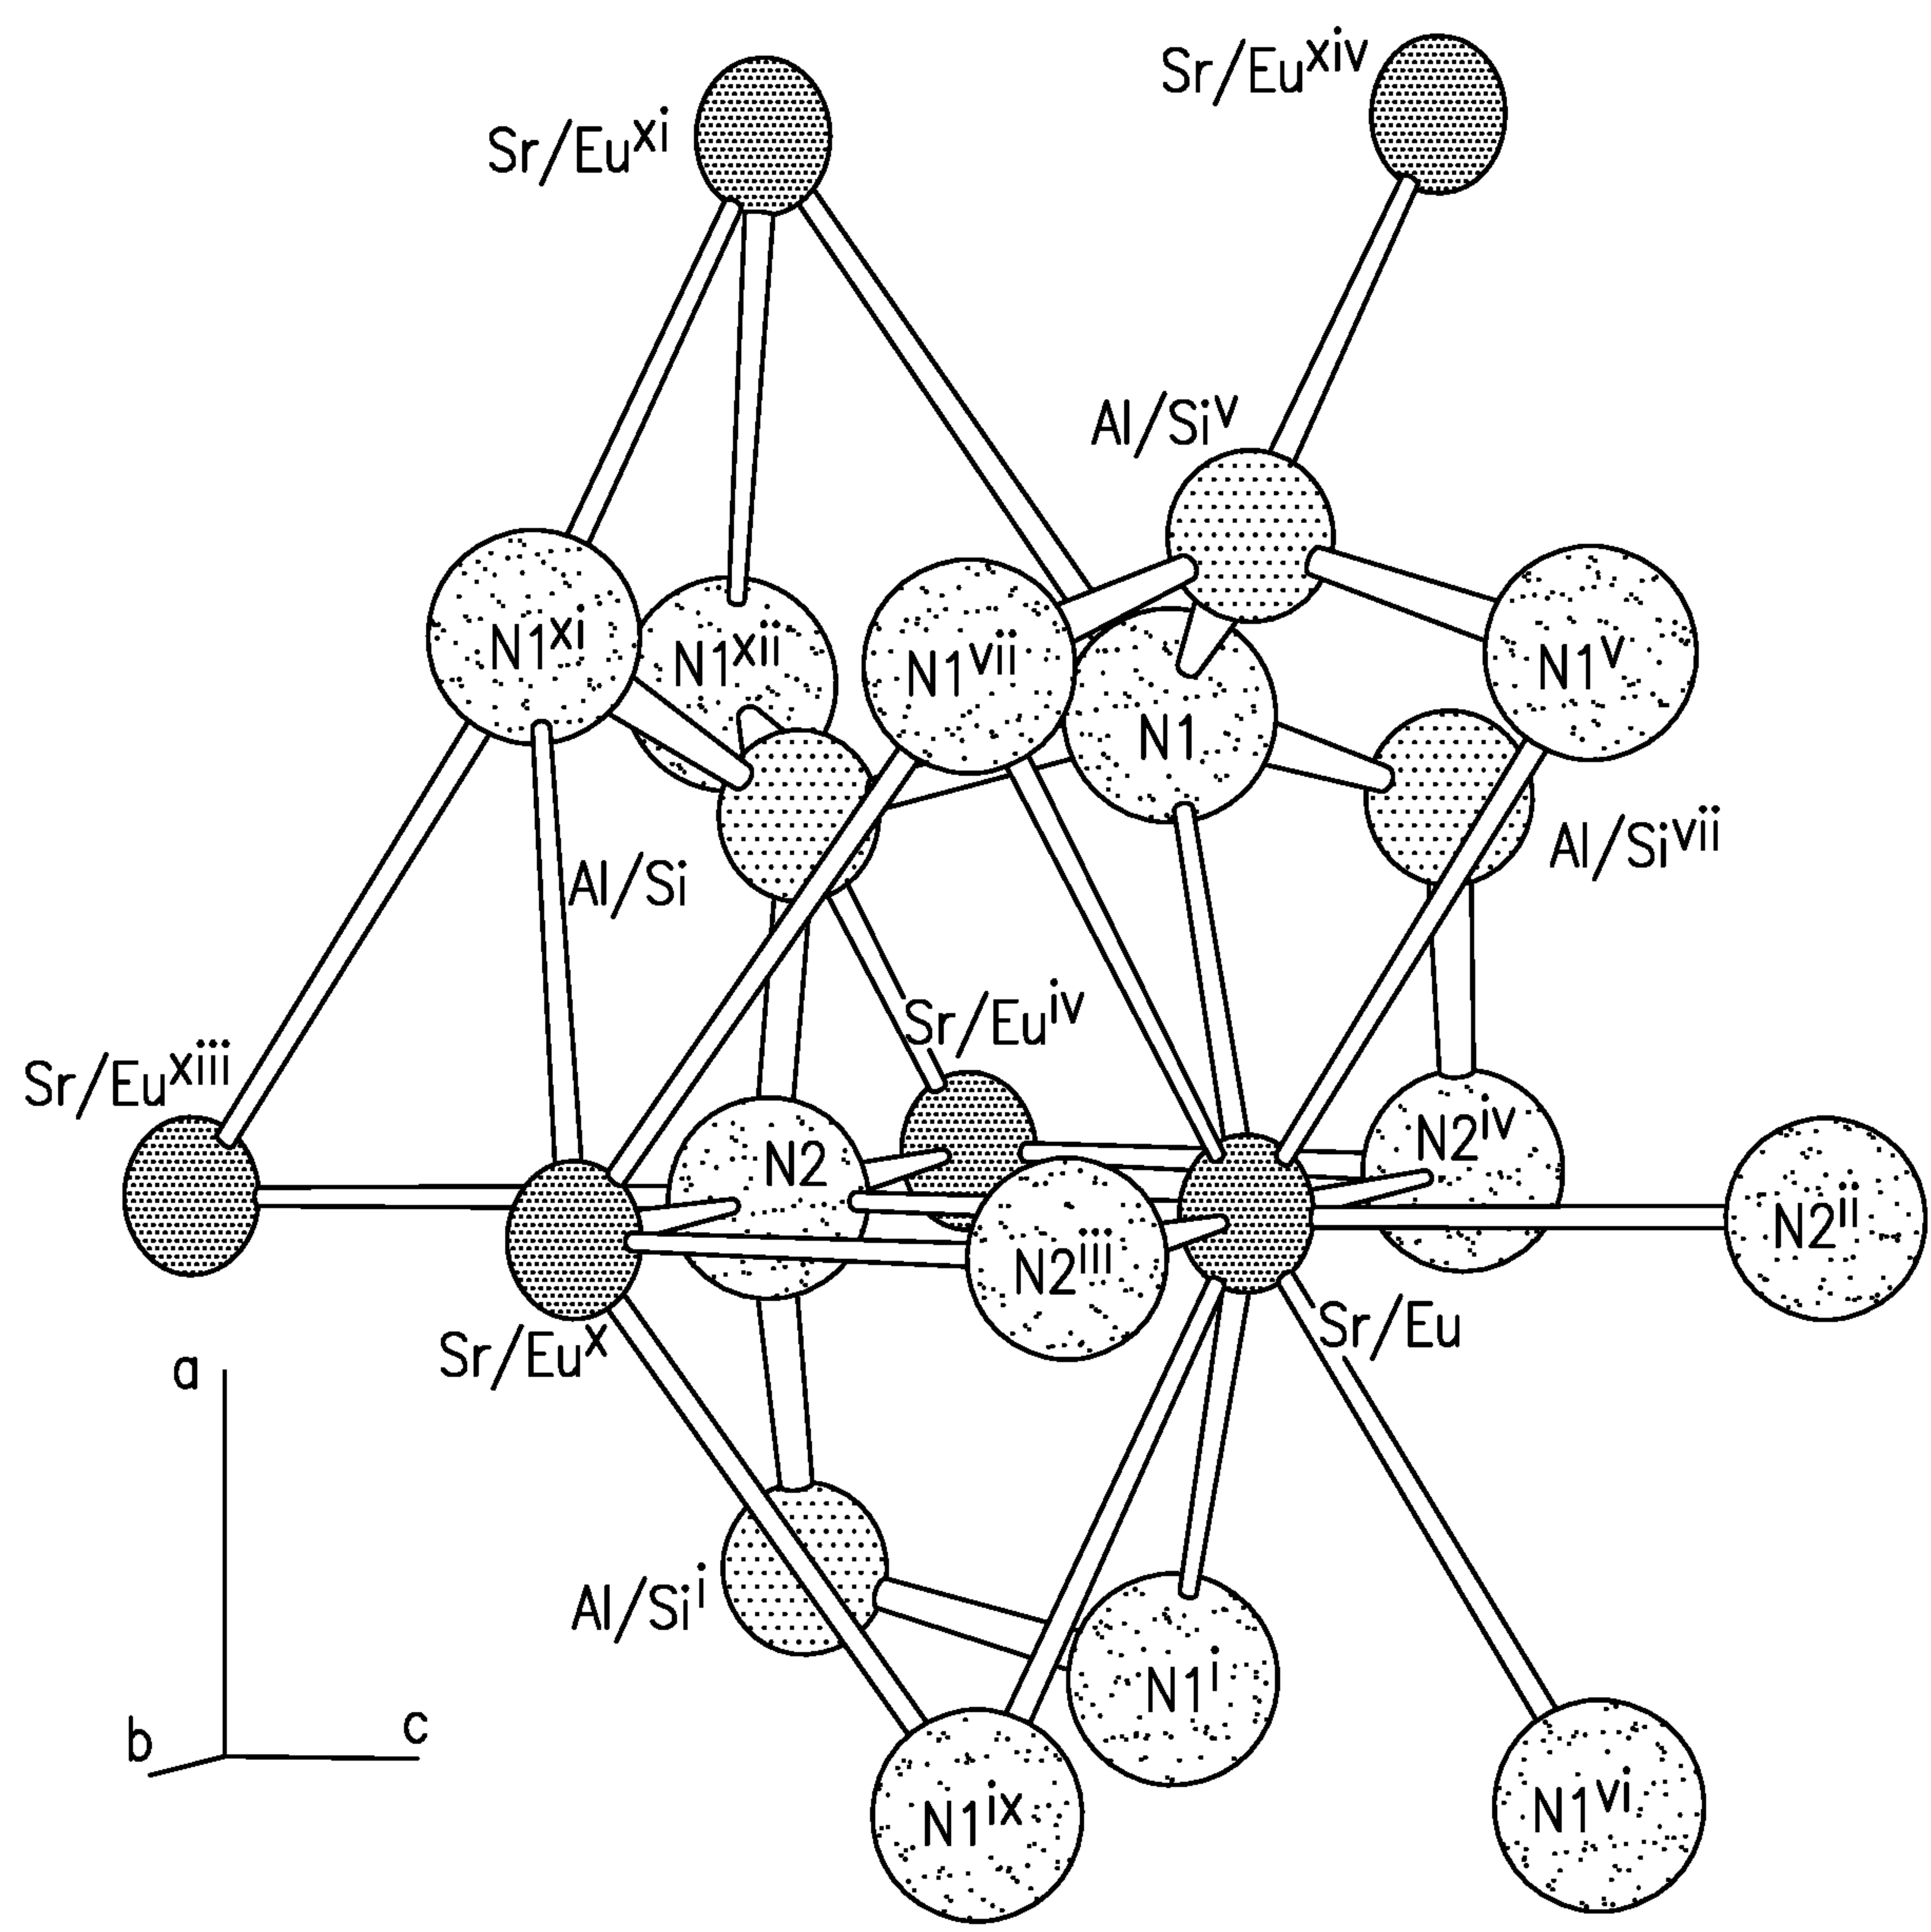 Sr/Eu^xiv
Sr/Eu^xi
Al/Si^v
N1^xi
N1^xii
N1^vii
N1^v
N1
Al/Si^vii
Al/Si
Sr/Eu^iv
Sr/Eu^xiii
N2^iv
N2
N2^ii
N2^iii
Sr/Eu
Sr/Eu^x
a
Al/Si^i
N1^i
b
c
N1^ix
N1^vi